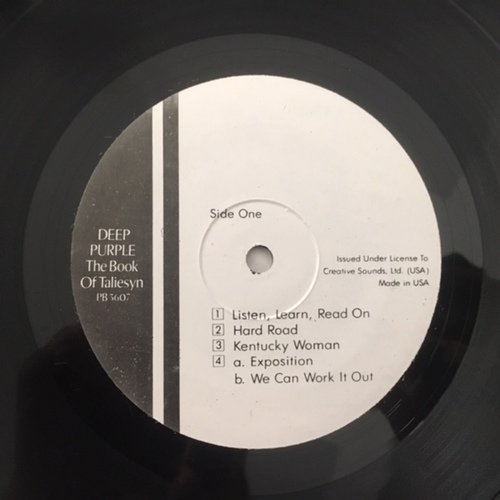 DEEP
PURPLE
The Book
Of Taliesyn
PB 3607
Side One
Issued Under License To
Creative Sounds, Ltd. (USA)
Made in USA
1 Listen, Learn, Read On
2 Hard Road
3 Kentucky Woman
4 a. Exposition
b. We Can Work It Out